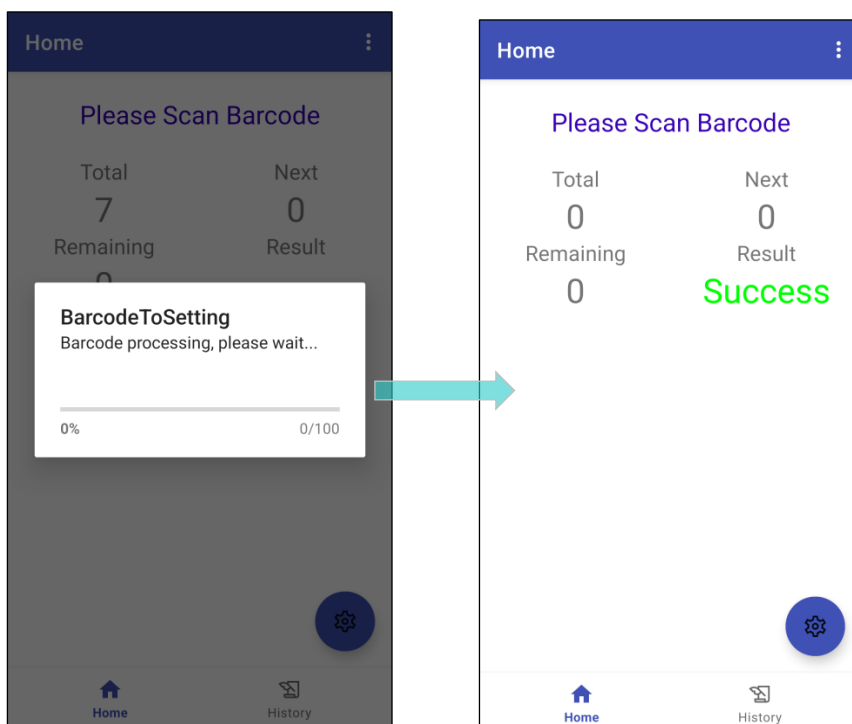 Home
Please Scan Barcode
Total Next
7 0
Remaining Result
BarcodeToSetting
Barcode processing, please wait...
0% 0/100
Home History
Home
Please Scan Barcode
Total Next
0 0
Remaining Result
0 Success
Home History